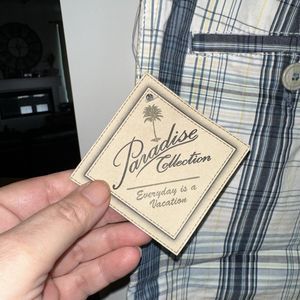 Paradise
Collection
Everyday is a
Vacation